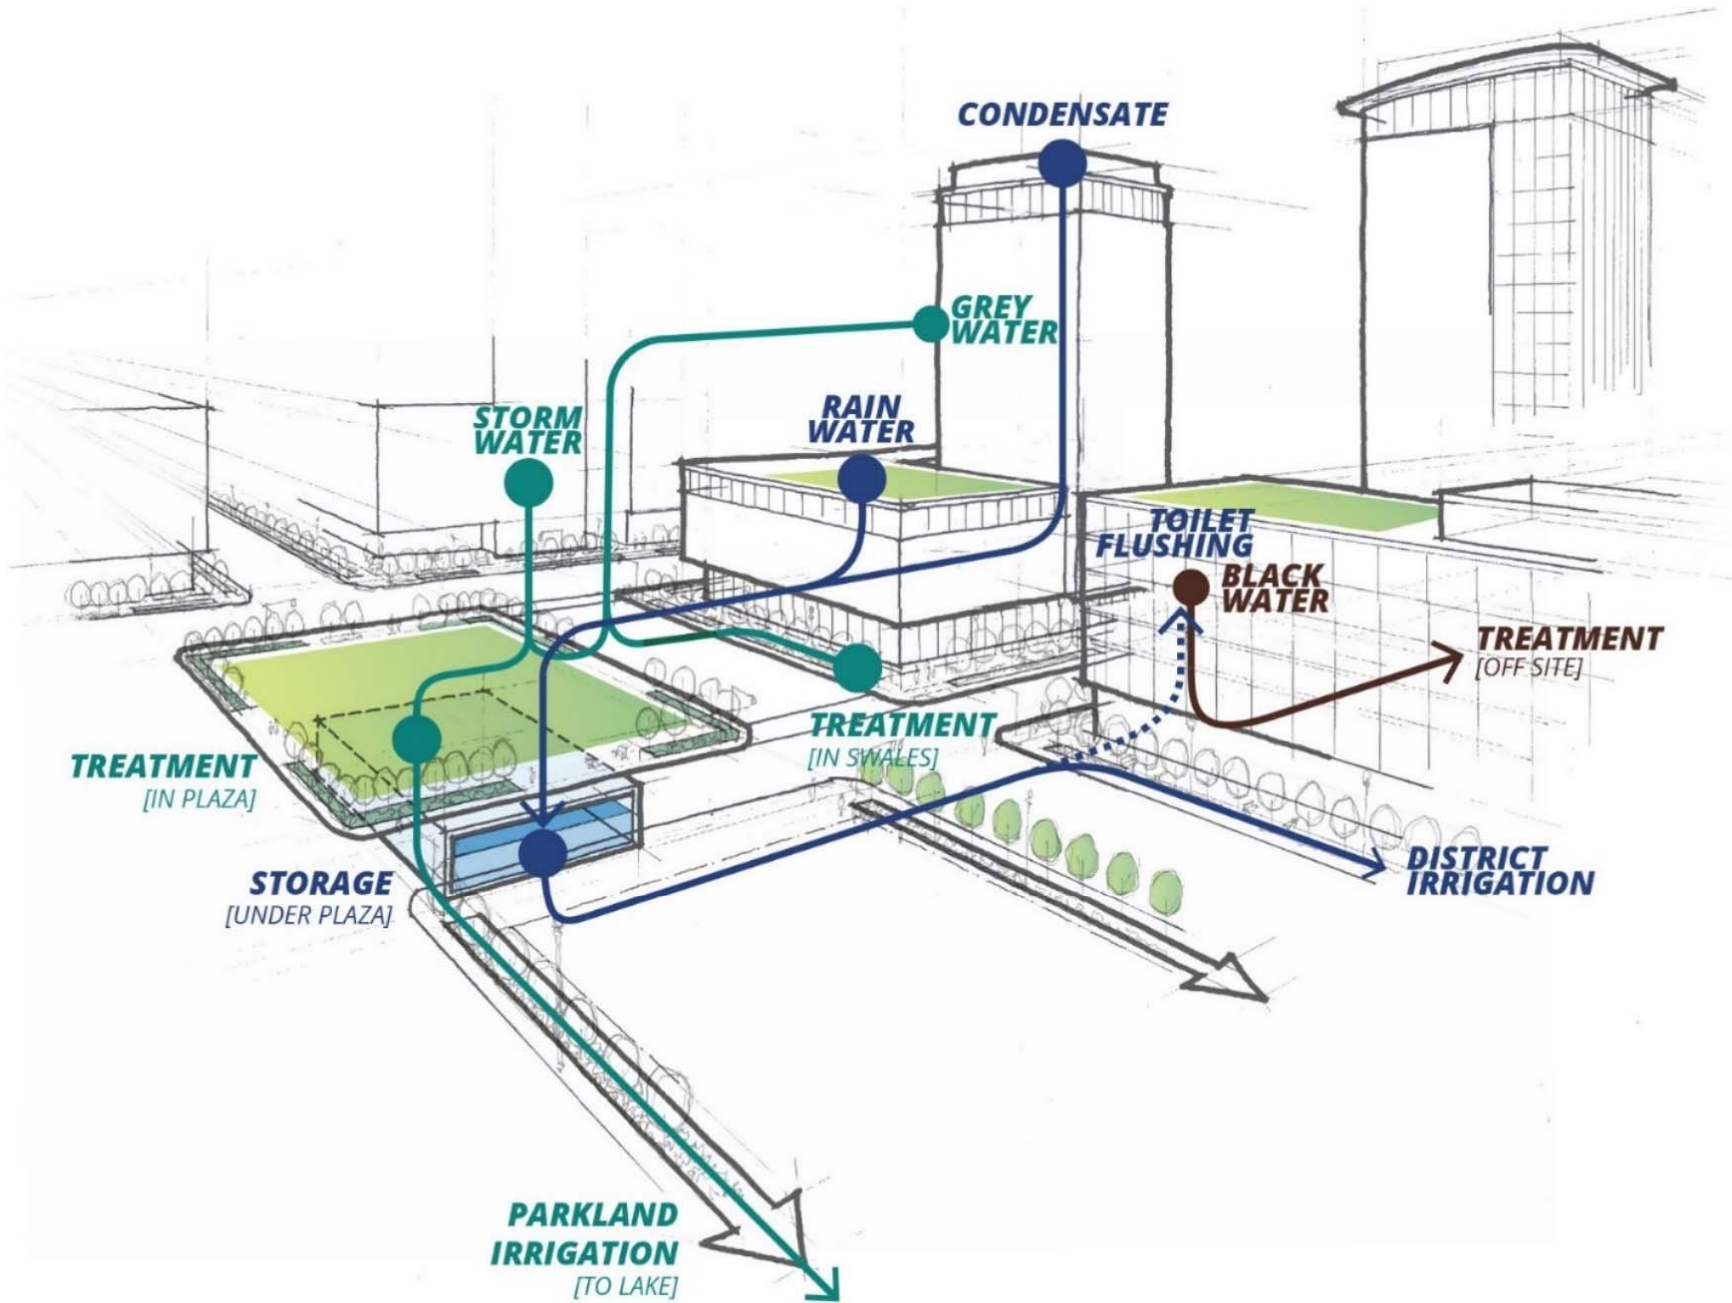 CONDENSATE
GREY
WATER
STORM
WATER
RAIN
WATER
TOILET
FLUSHING
BLACK
WATER
TREATMENT
[OFF SITE]
TREATMENT
[IN SWALES]
TREATMENT
[IN PLAZA]
STORAGE
[UNDER PLAZA]
DISTRICT
IRRIGATION
PARKLAND
IRRIGATION
[TO LAKE]